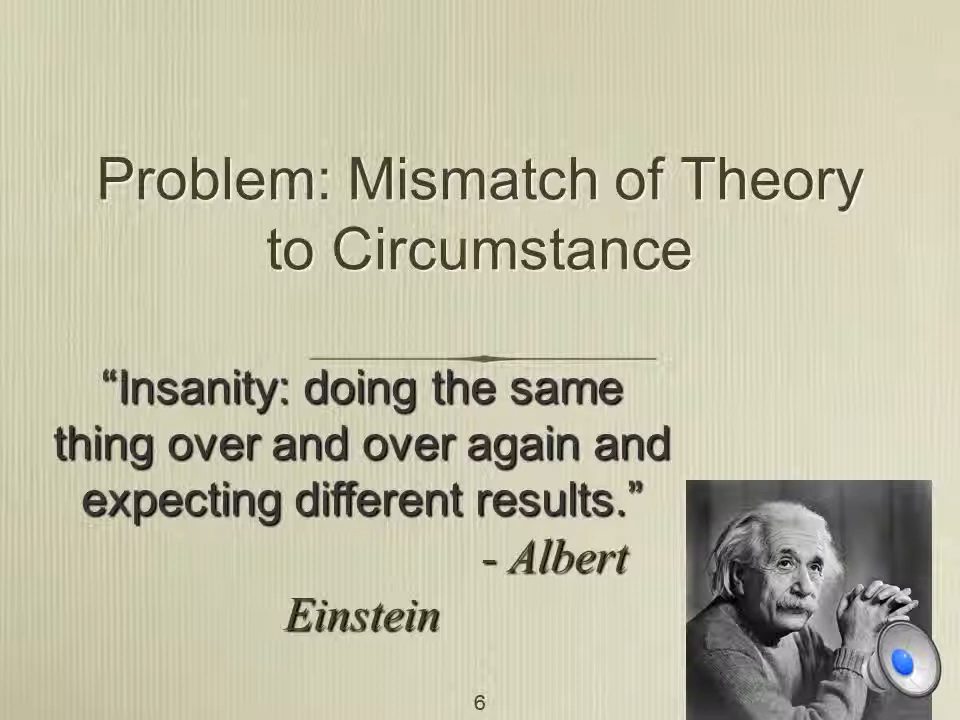 Problem: Mismatch of Theory
to Circumstance
“Insanity: doing the same
thing over and over again and
expecting different results.”
- Albert
Einstein
6